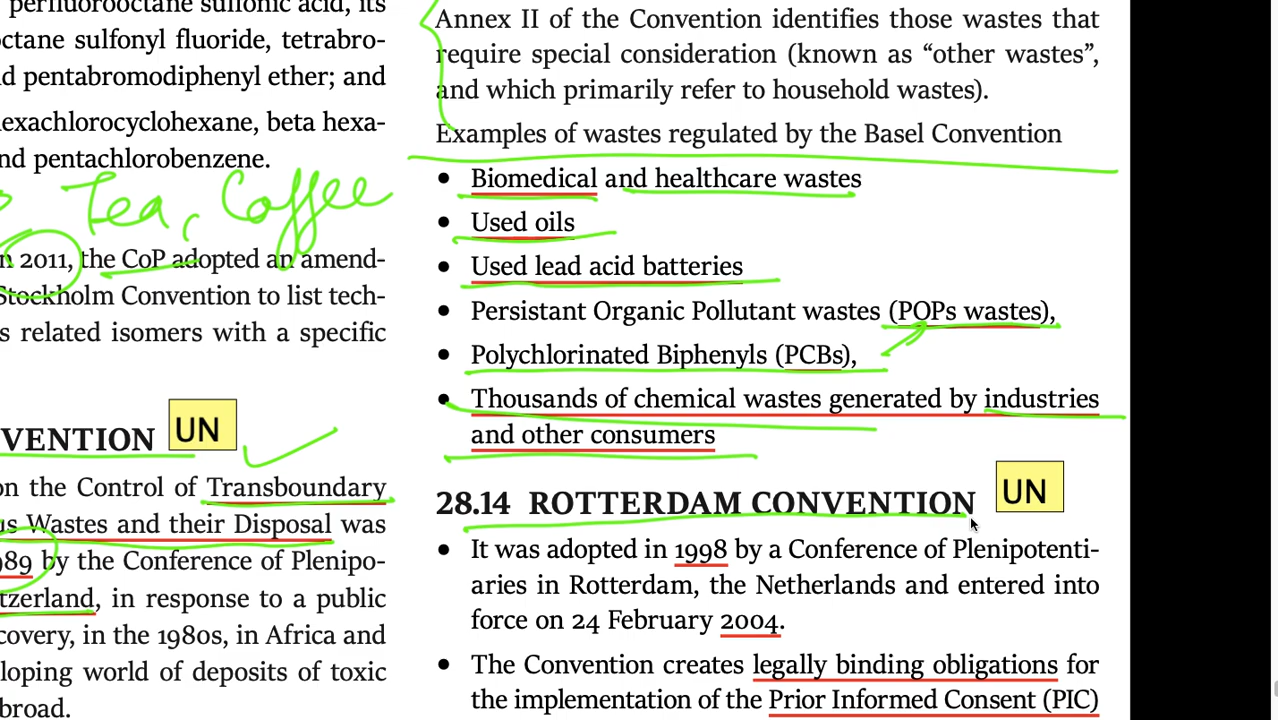 perfluorooctane sulfonic acid, its
octane sulfonyl fluoride, tetrabro-
d pentabromodiphenyl ether; and
exachlorocyclohexane, beta hexa-
nd pentachlorobenzene.
Tea, Coffee
n 2011, the CoP adopted an amend-
Stockholm Convention to list tech-
s related isomers with a specific
VENTION UN
on the Control of Transboundary
us Wastes and their Disposal was
989 by the Conference of Plenipo-
tzerland, in response to a public
covery, in the 1980s, in Africa and
loping world of deposits of toxic
broad.
Annex II of the Convention identifies those wastes that
require special consideration (known as “other wastes”,
and which primarily refer to household wastes).
Examples of wastes regulated by the Basel Convention
• Biomedical and healthcare wastes
• Used oils
• Used lead acid batteries
• Persistant Organic Pollutant wastes (POPs wastes),
• Polychlorinated Biphenyls (PCBs),
• Thousands of chemical wastes generated by industries
and other consumers
28.14 ROTTERDAM CONVENTION UN
• It was adopted in 1998 by a Conference of Plenipotenti-
aries in Rotterdam, the Netherlands and entered into
force on 24 February 2004.
• The Convention creates legally binding obligations for
the implementation of the Prior Informed Consent (PIC)